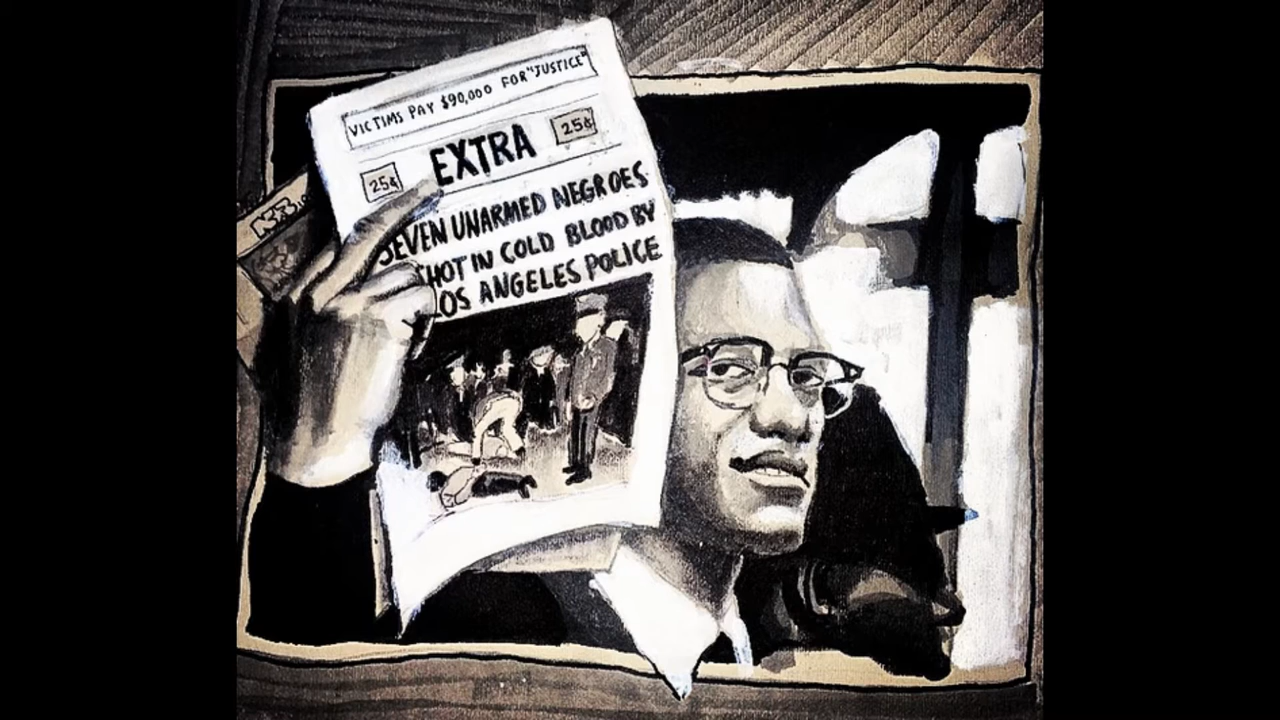 VICTIMS PAY $90,000 FOR "JUSTICE"
25¢ EXTRA 25¢
SEVEN UNARMED NEGROES
SHOT IN COLD BLOOD BY
LOS ANGELES POLICE